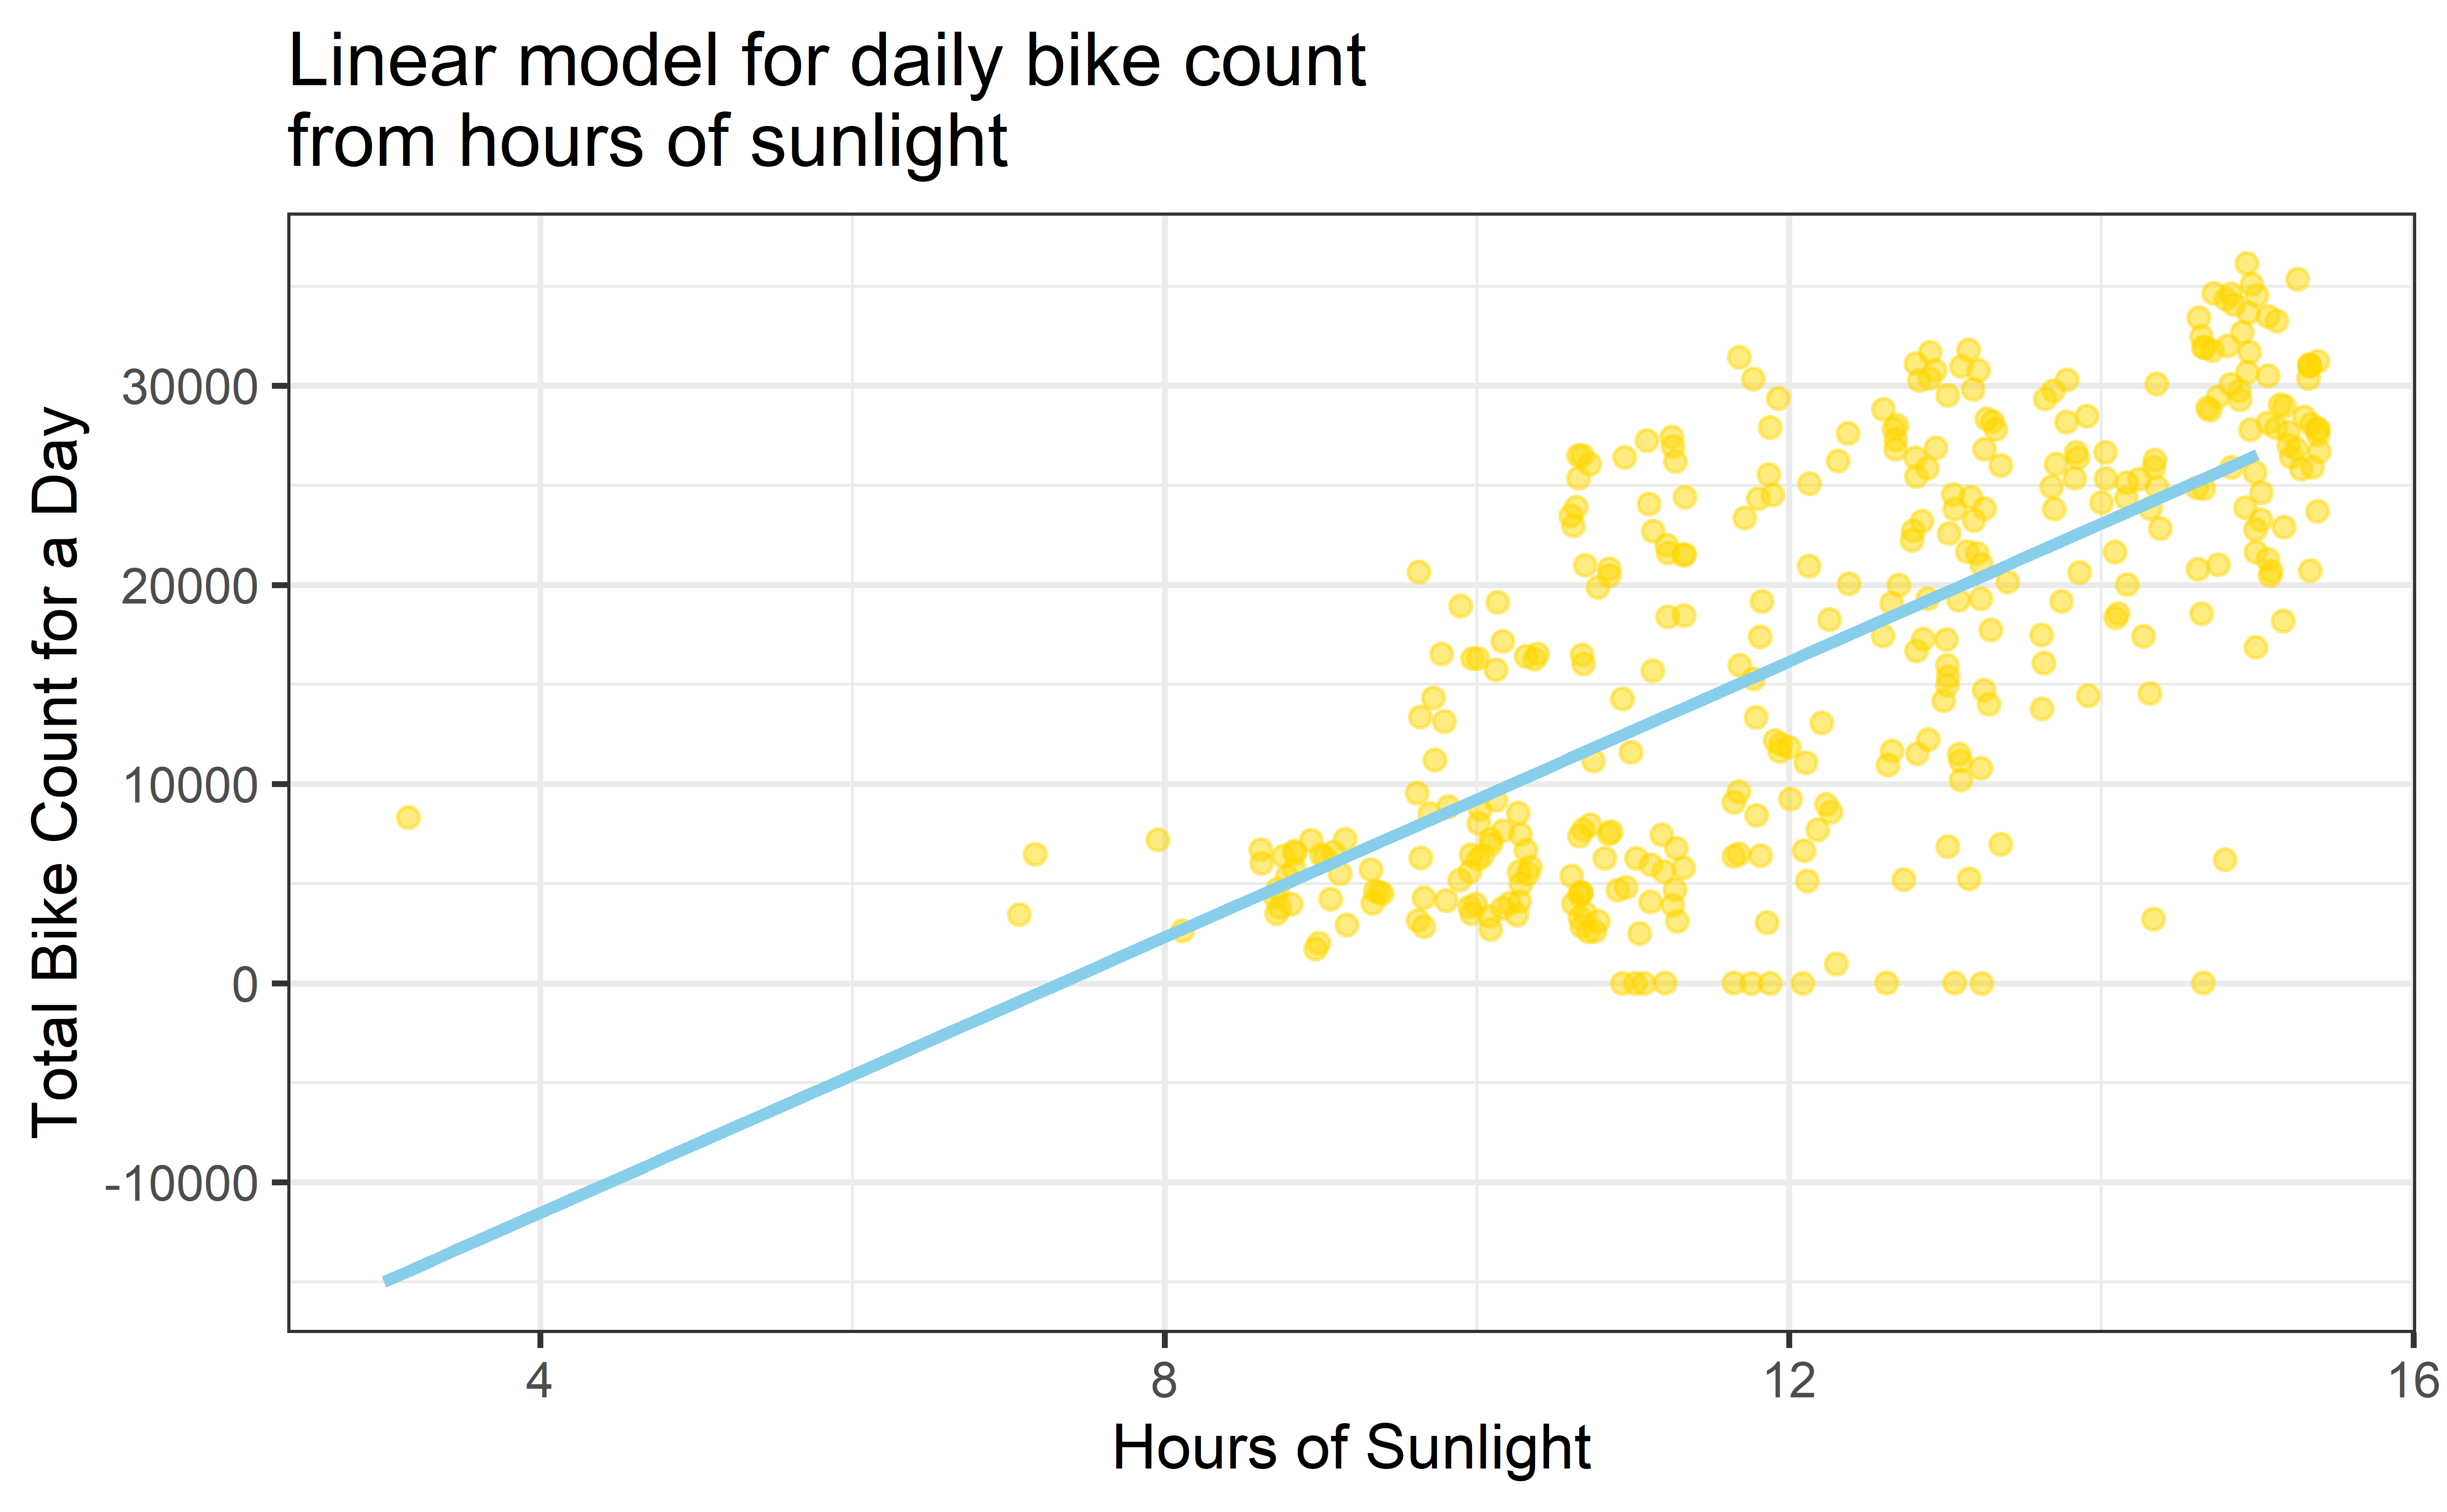 Linear model for daily bike count
from hours of sunlight
Total Bike Count for a Day
30000
20000
10000
0
-10000
4
8
12
16
Hours of Sunlight